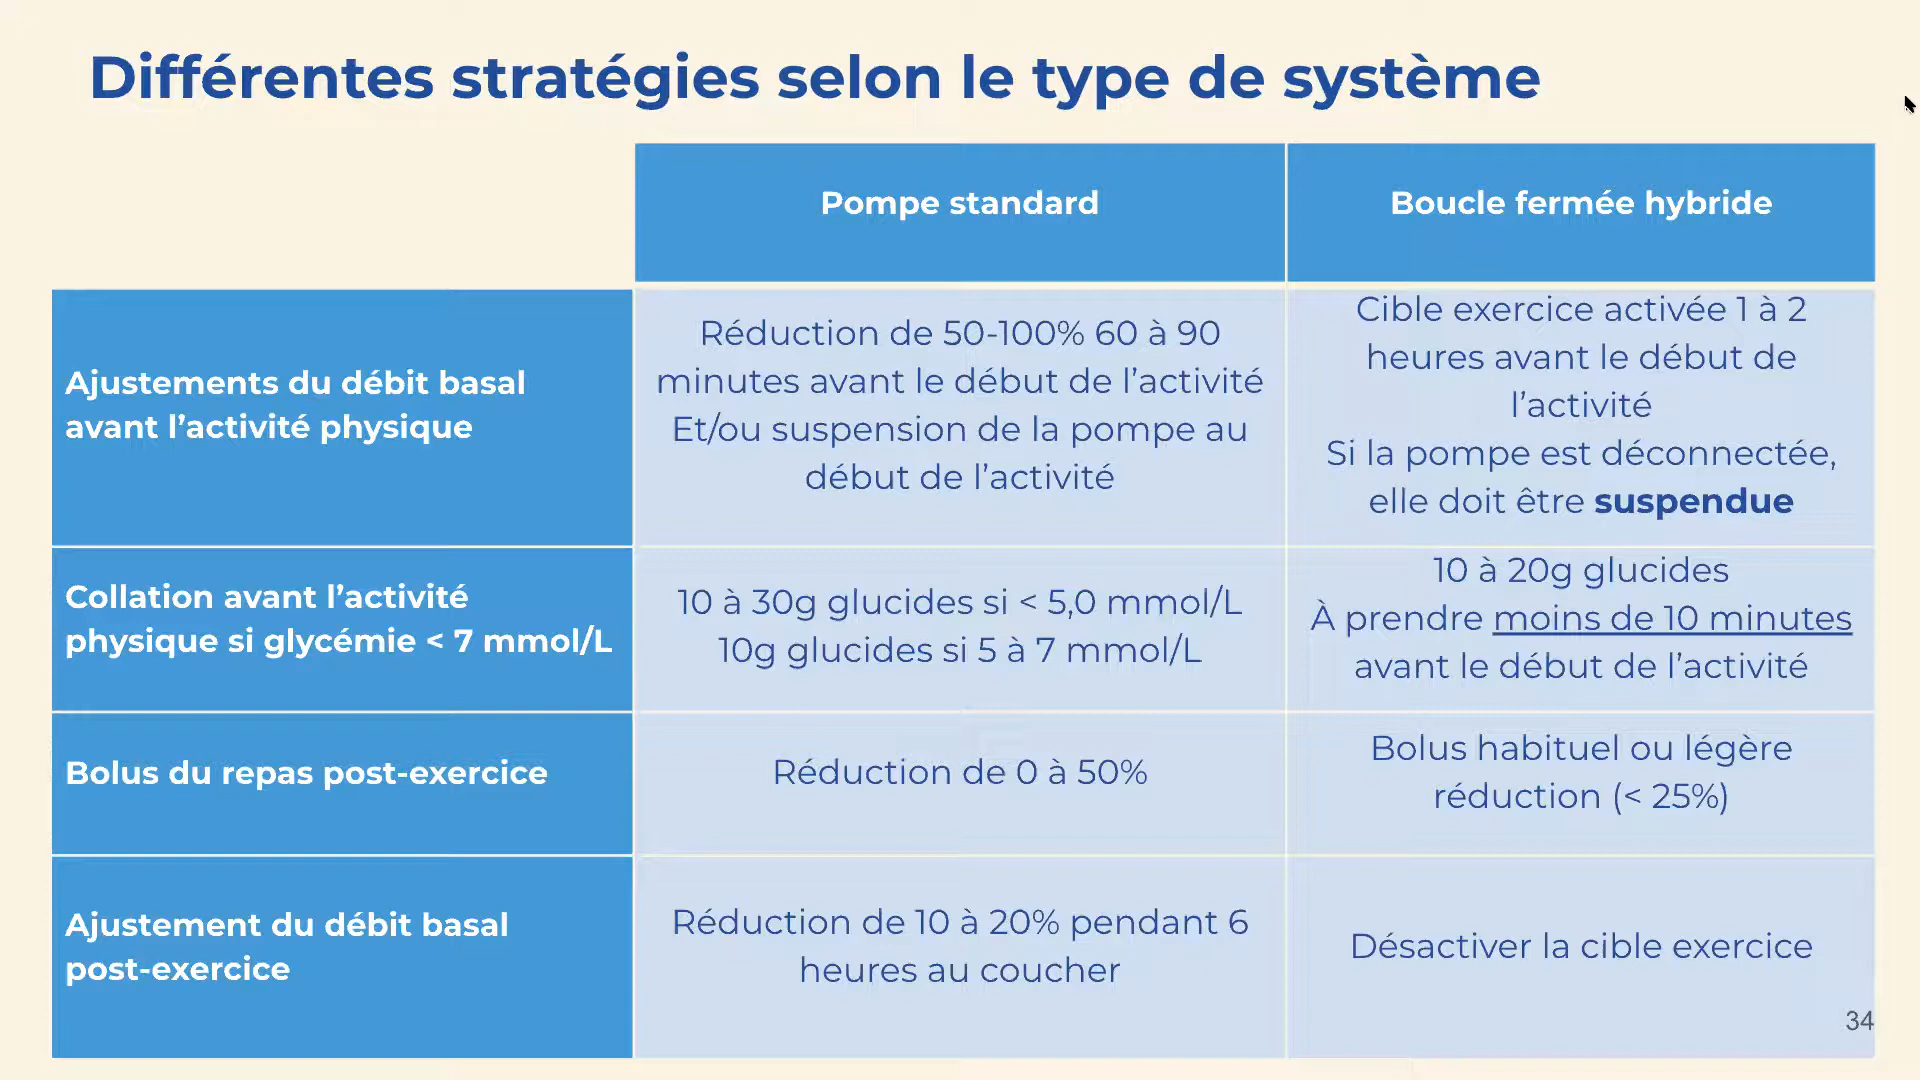 Différentes stratégies selon le type de système
Pompe standard
Boucle fermée hybride
Ajustements du débit basal
avant l’activité physique
Réduction de 50-100% 60 à 90
minutes avant le début de l’activité
Et/ou suspension de la pompe au
début de l’activité
Cible exercice activée 1 à 2
heures avant le début de
l’activité
Si la pompe est déconnectée,
elle doit être suspendue
Collation avant l’activité
physique si glycémie < 7 mmol/L
10 à 30g glucides si < 5,0 mmol/L
10g glucides si 5 à 7 mmol/L
10 à 20g glucides
À prendre moins de 10 minutes
avant le début de l’activité
Bolus du repas post-exercice
Réduction de 0 à 50%
Bolus habituel ou légère
réduction (< 25%)
Ajustement du débit basal
post-exercice
Réduction de 10 à 20% pendant 6
heures au coucher
Désactiver la cible exercice
34